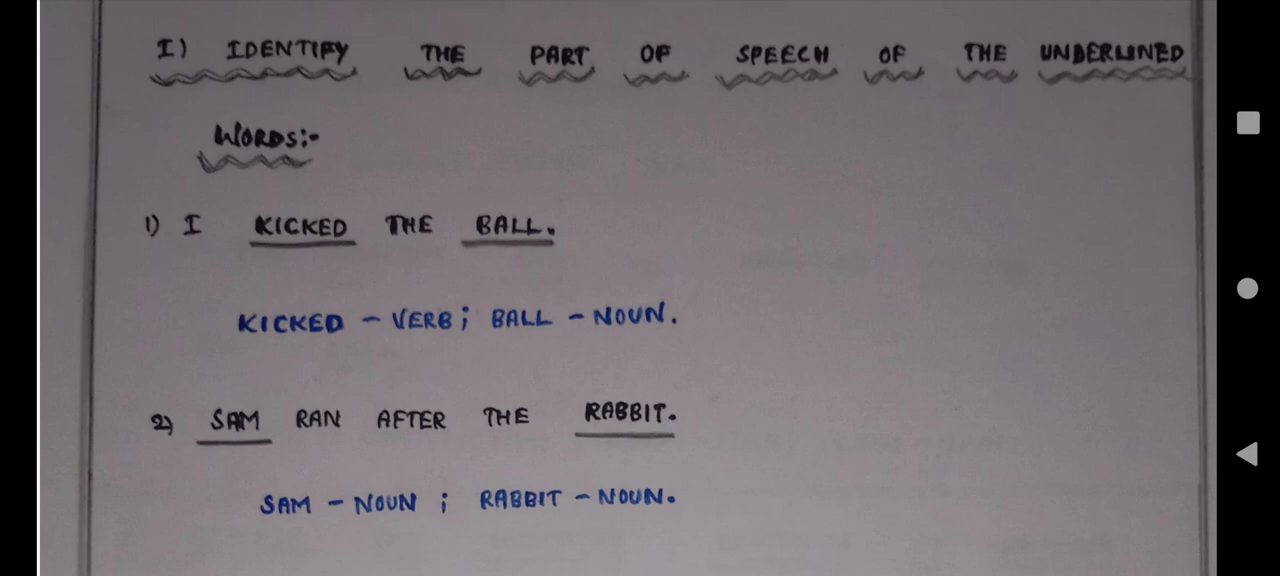 I) IDENTIFY THE PART OF SPEECH OF THE UNDERLINED
WORDS:-
1) I KICKED THE BALL.
KICKED - VERB; BALL - NOUN.
2) SAM RAN AFTER THE RABBIT.
SAM - NOUN ; RABBIT - NOUN.